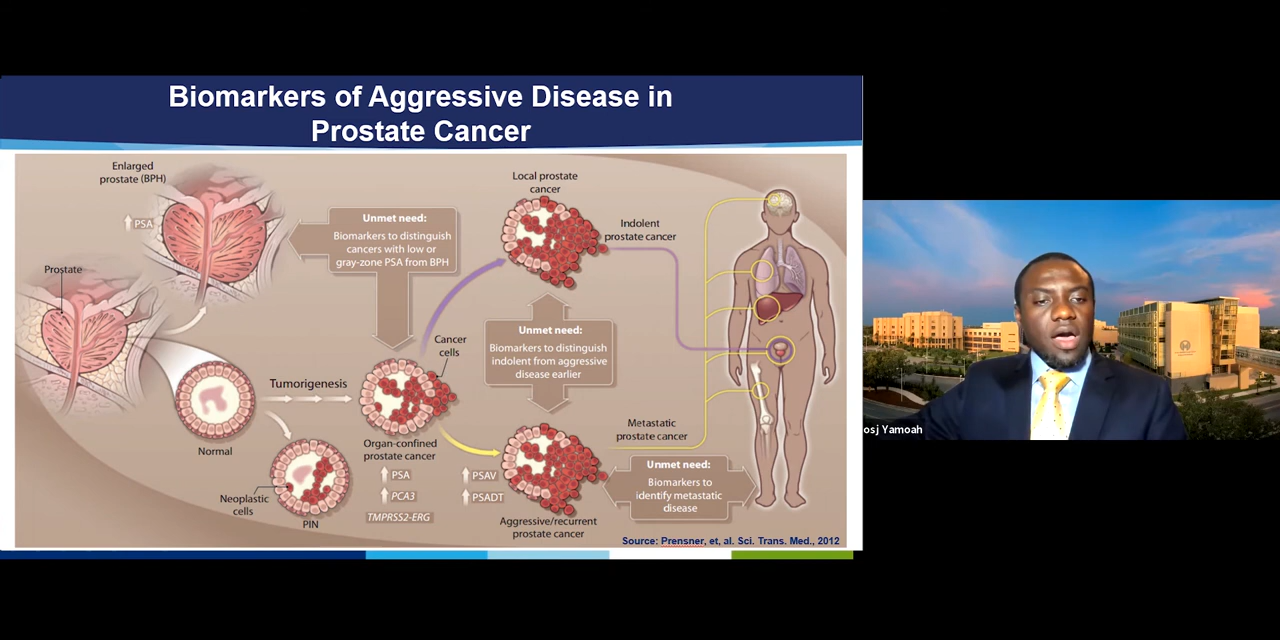 Biomarkers of Aggressive Disease in
Prostate Cancer
Enlarged
prostate (BPH)
PSA
Prostate
Unmet need:
Biomarkers to distinguish
cancers with low or
gray-zone PSA from BPH
Local prostate
cancer
Indolent
prostate cancer
Unmet need:
Biomarkers to distinguish
indolent from aggressive
disease earlier
Cancer
cells
Tumorigenesis
Normal
Organ-confined
prostate cancer
PSA
PCA3
TMPRSS2-ERG
PSAV
PSADT
Neoplastic
cells
PIN
Metastatic
prostate cancer
Unmet need:
Biomarkers to
identify metastatic
disease
Aggressive/recurrent
prostate cancer
Source: Prensner, et, al. Sci. Trans. Med., 2012
osj Yamoah